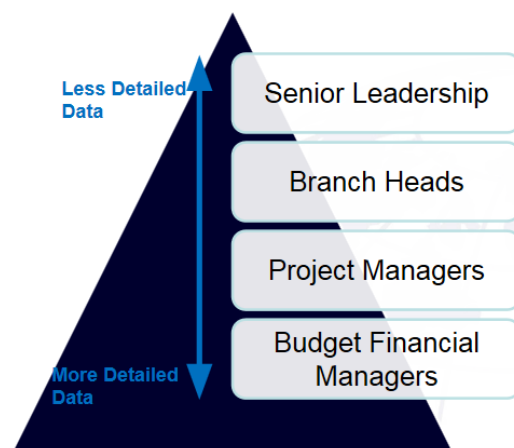 Less Detailed
Data
Senior Leadership
Branch Heads
Project Managers
Budget Financial
Managers
More Detailed
Data